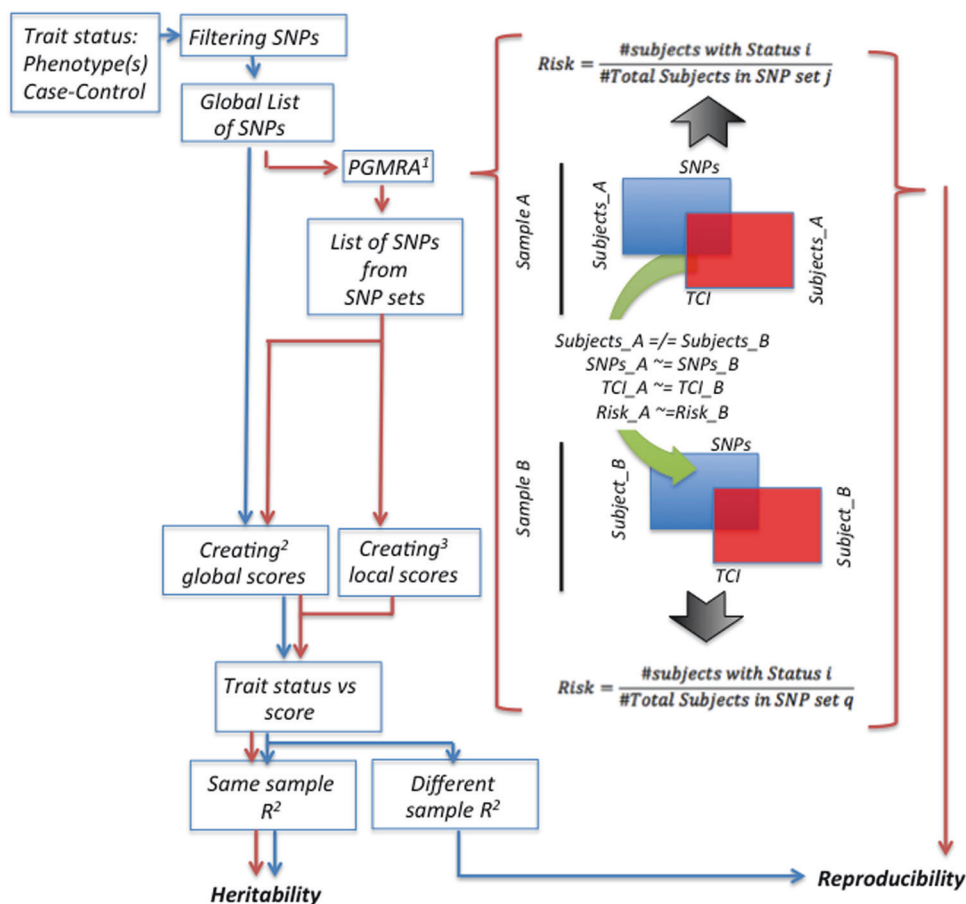 Trait status:
Phenotype(s)
Case-Control
Filtering SNPs
Global List
of SNPs
PGMRA¹
List of SNPs
from
SNP sets
Creating²
global scores
Creating³
local scores
Trait status vs
score
Same sample
R²
Different
sample R²
Heritability
Reproducibility
Risk = #subjects with Status i / #Total Subjects in SNP set j
Sample A
Subjects_A
SNPs
TCI
Subjects_A
Subjects_A =/= Subjects_B
SNPs_A ~= SNPs_B
TCI_A ~= TCI_B
Risk_A ~=Risk_B
Sample B
Subject_B
SNPs
TCI
Subject_B
Risk = #subjects with Status i / #Total Subjects in SNP set q